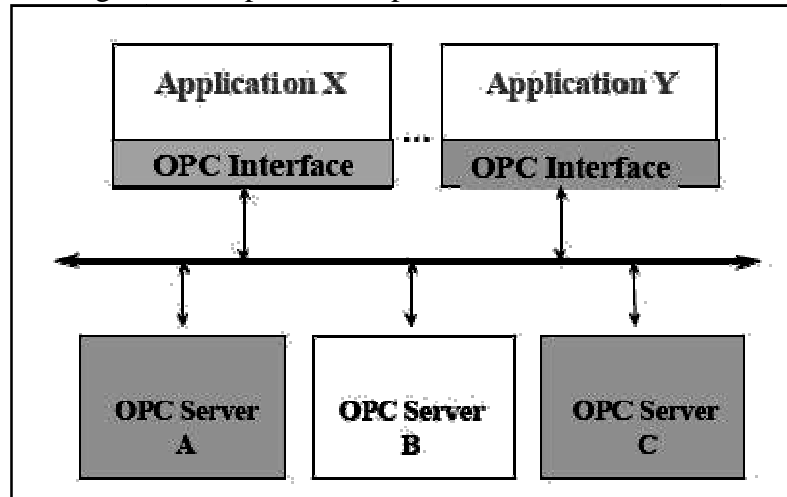 Application X
Application Y
...
OPC Interface
OPC Interface
OPC Server
A
OPC Server
B
OPC Server
C